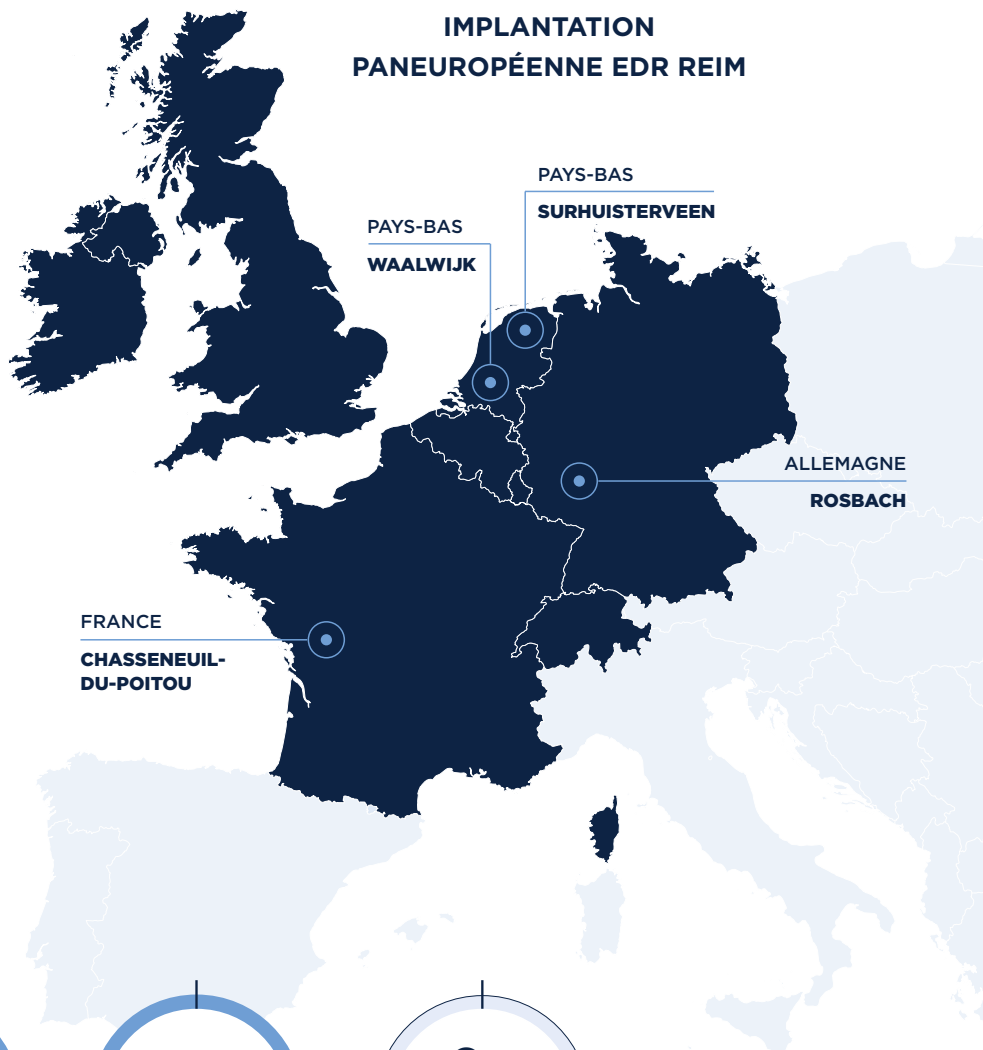 IMPLANTATION
PANEUROPÉENNE EDR REIM
PAYS-BAS
SURHUISTERVEEN
PAYS-BAS
WAALWIJK
ALLEMAGNE
ROSBACH
FRANCE
CHASSENEUIL-
DU-POITOU